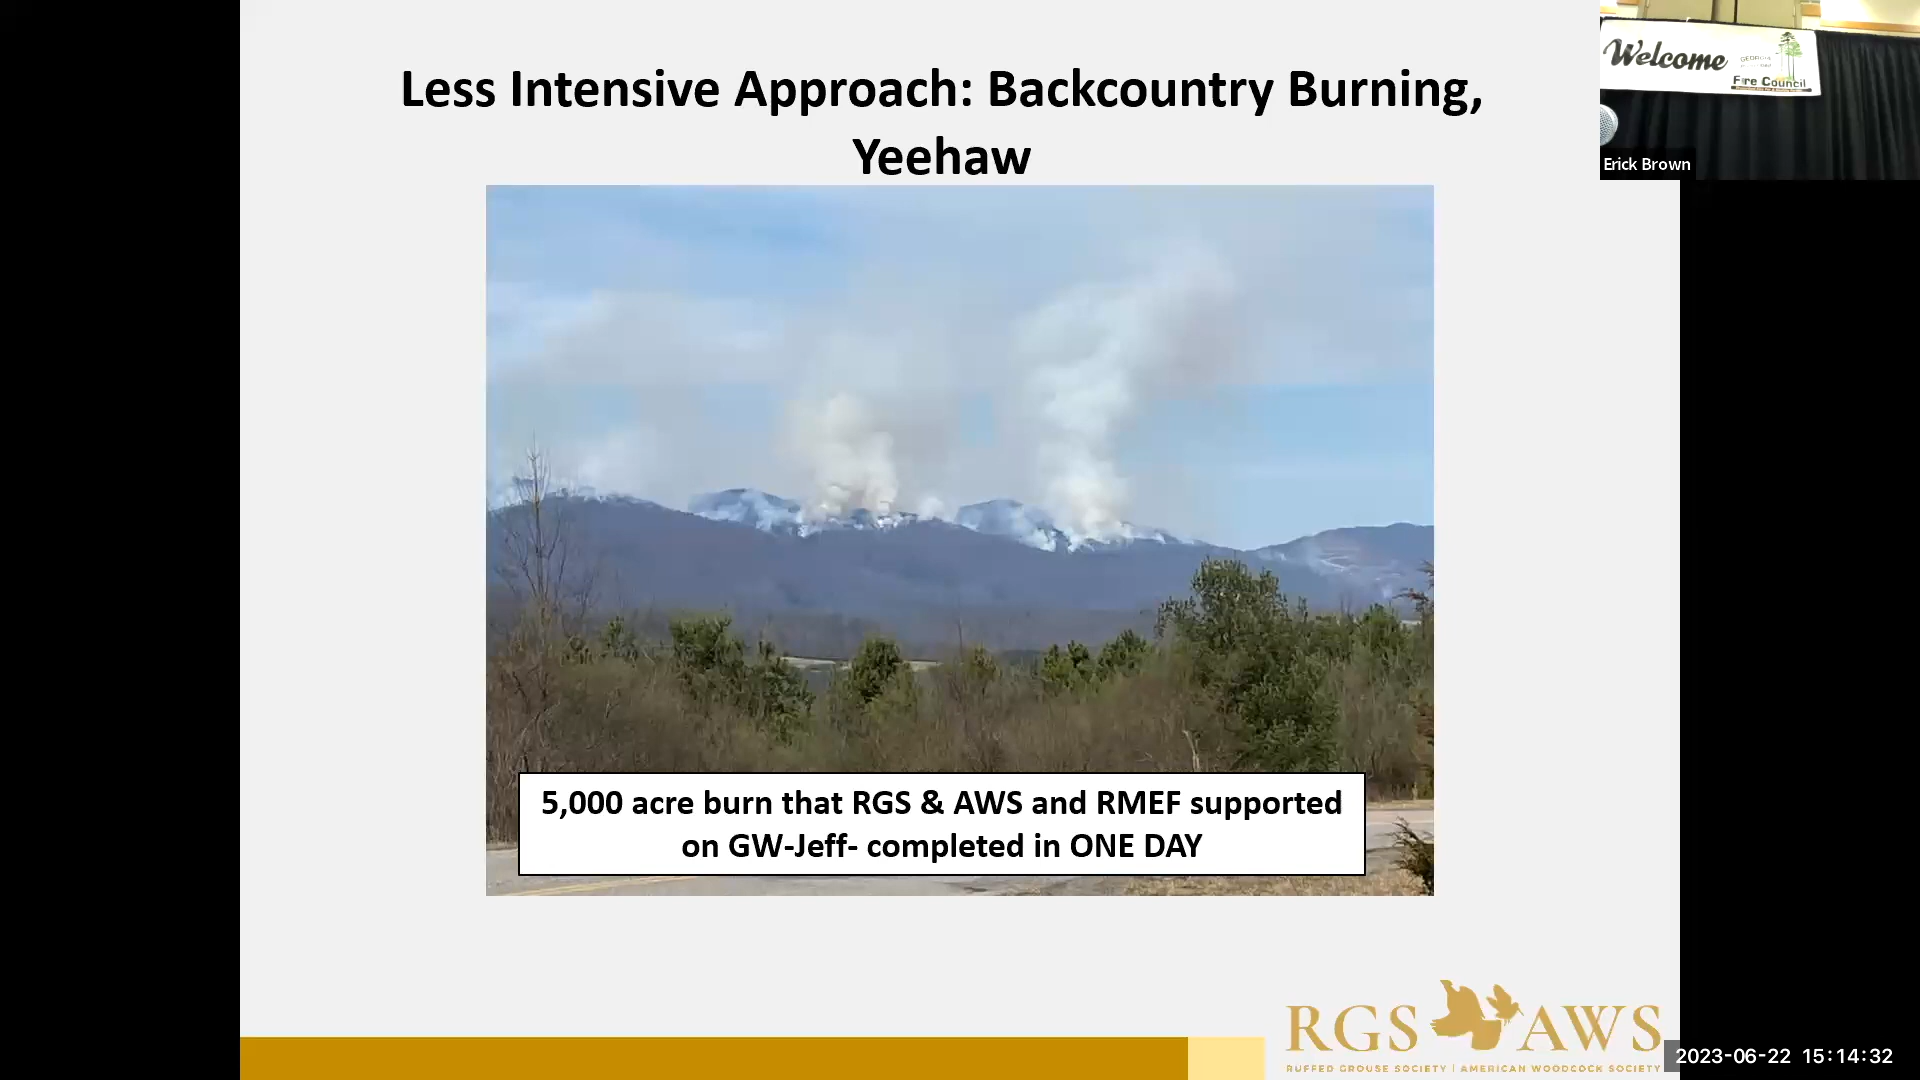 Less Intensive Approach: Backcountry Burning,
Yeehaw
Welcome
GEORGIA
Fire Council
Erick Brown
5,000 acre burn that RGS & AWS and RMEF supported
on GW-Jeff- completed in ONE DAY
RGS AWS
RUFFED GROUSE SOCIETY | AMERICAN WOODCOCK SOCIETY
2023-06-22 15:14:32